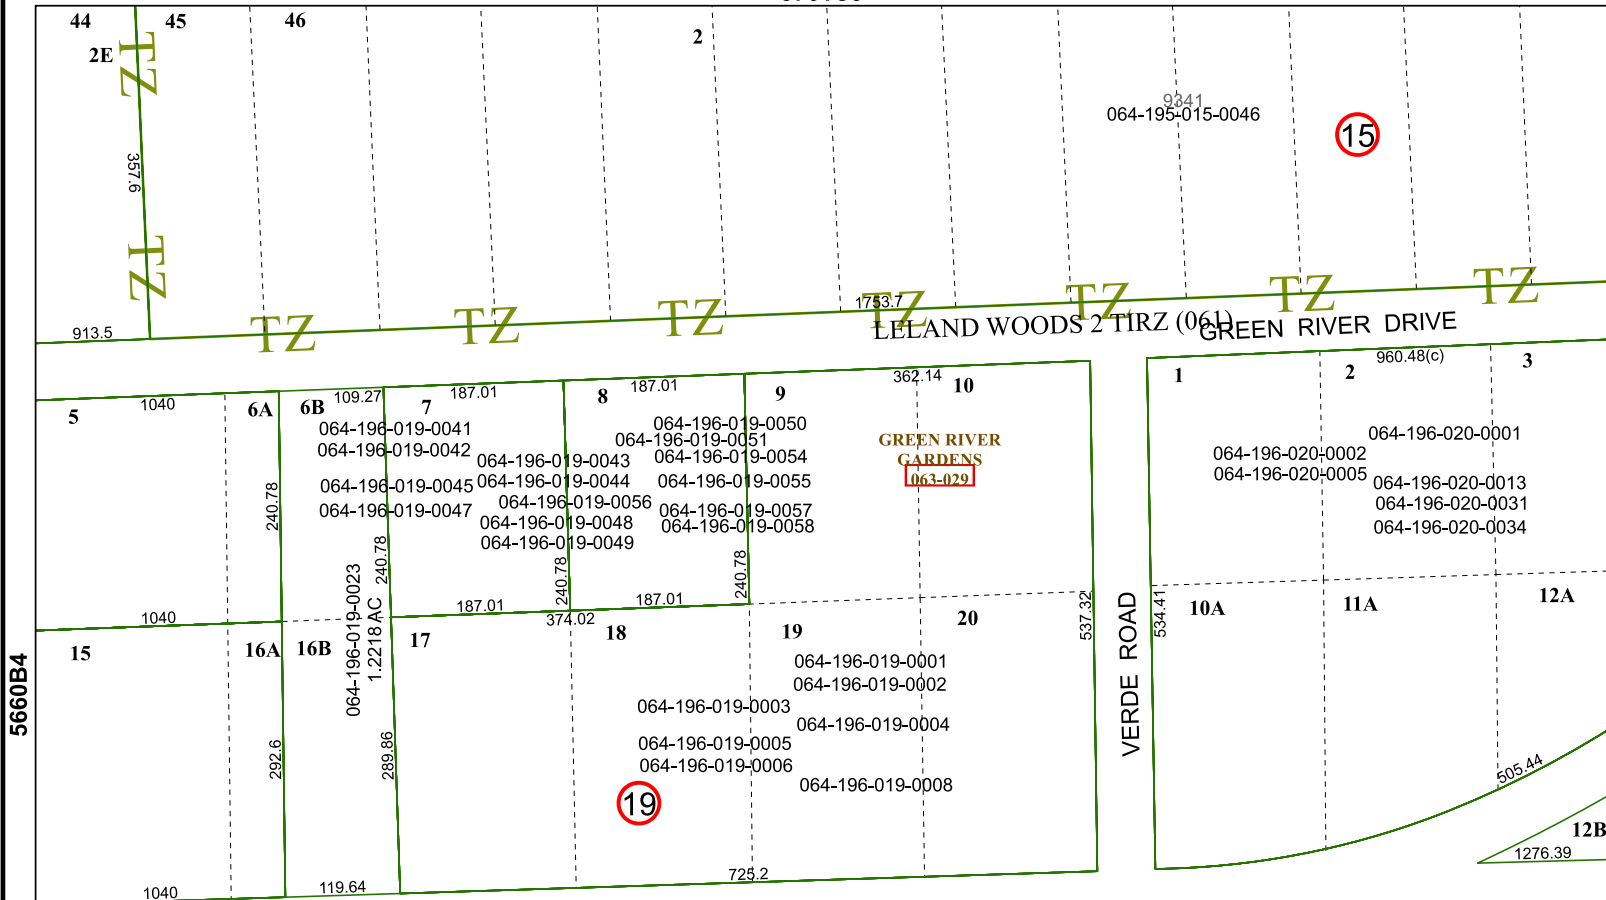 44
45
46
2
2E
TZ
9341
064-195-015-0046
15
357.6
TZ
TZ
TZ
TZ
TZ
TZ
TZ
TZ
1753.7
913.5
LELAND WOODS 2 TIRZ (061)
GREEN RIVER DRIVE
960.48(c)
5
1040
6A
6B
109.27
7
187.01
8
187.01
9
362.14
10
1
2
3
064-196-019-0041
064-196-019-0042
064-196-019-0045
064-196-019-0047
064-196-019-0043
064-196-019-0044
064-196-019-0056
064-196-019-0048
064-196-019-0049
064-196-019-0050
064-196-019-0051
064-196-019-0054
064-196-019-0055
064-196-019-0057
064-196-019-0058
GREEN RIVER
GARDENS
063-029
064-196-020-0001
064-196-020-0002
064-196-020-0005
064-196-020-0013
064-196-020-0031
064-196-020-0034
240.78
240.78
240.78
240.78
187.01
187.01
374.02
1040
064-196-019-0023
1.2218 AC
537.32
534.41
VERDE ROAD
15
16A
16B
17
18
19
20
10A
11A
12A
064-196-019-0001
064-196-019-0002
064-196-019-0003
064-196-019-0004
064-196-019-0005
064-196-019-0006
064-196-019-0008
19
292.6
289.86
5660B4
505.44
12B
1276.39
1040
119.64
725.2